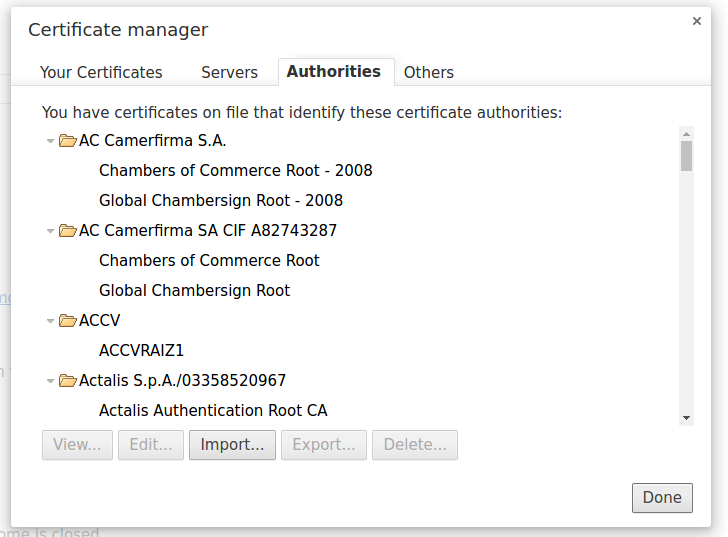 Certificate manager
×
Your Certificates Servers Authorities Others
You have certificates on file that identify these certificate authorities:
AC Camerfirma S.A.
Chambers of Commerce Root - 2008
Global Chambersign Root - 2008
AC Camerfirma SA CIF A82743287
Chambers of Commerce Root
Global Chambersign Root
ACCV
ACCVRAIZ1
Actalis S.p.A./03358520967
Actalis Authentication Root CA
View... Edit... Import... Export... Delete...
Done
ome is closed